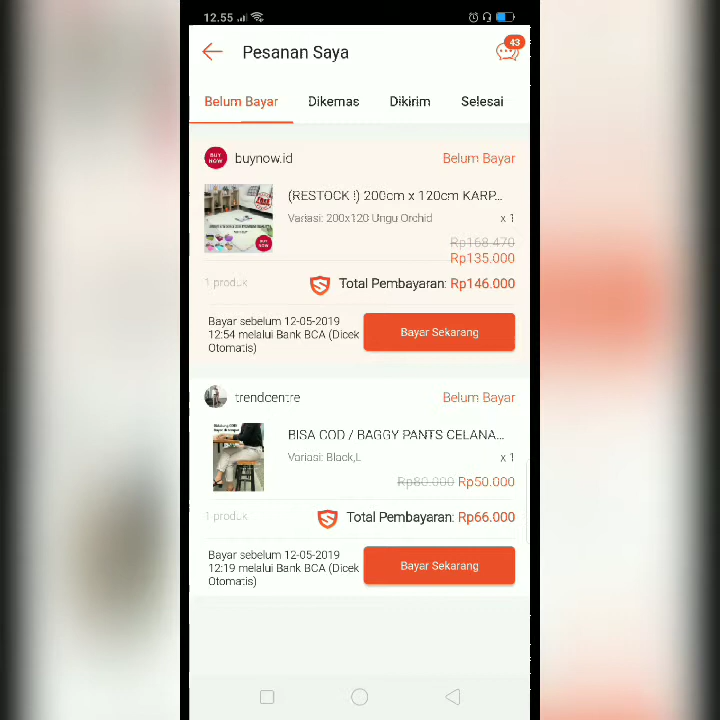 12.55
43
Pesanan Saya
Belum Bayar Dikemas Dikirim Selesai
BUY NOW buynow.id Belum Bayar
(RESTOCK !) 200cm x 120cm KARP...
Variasi: 200x120 Ungu Orchid x 1
Rp168.470
Rp135.000
BUY NOW
1 produk Total Pembayaran: Rp146.000
Bayar sebelum 12-05-2019
12:54 melalui Bank BCA (Dicek
Otomatis)
Bayar Sekarang
trendcentre Belum Bayar
BISA COD / BAGGY PANTS CELANA...
Variasi: Black,L x 1
Rp80.000 Rp50.000
1 produk Total Pembayaran: Rp66.000
Bayar sebelum 12-05-2019
12:19 melalui Bank BCA (Dicek
Otomatis)
Bayar Sekarang